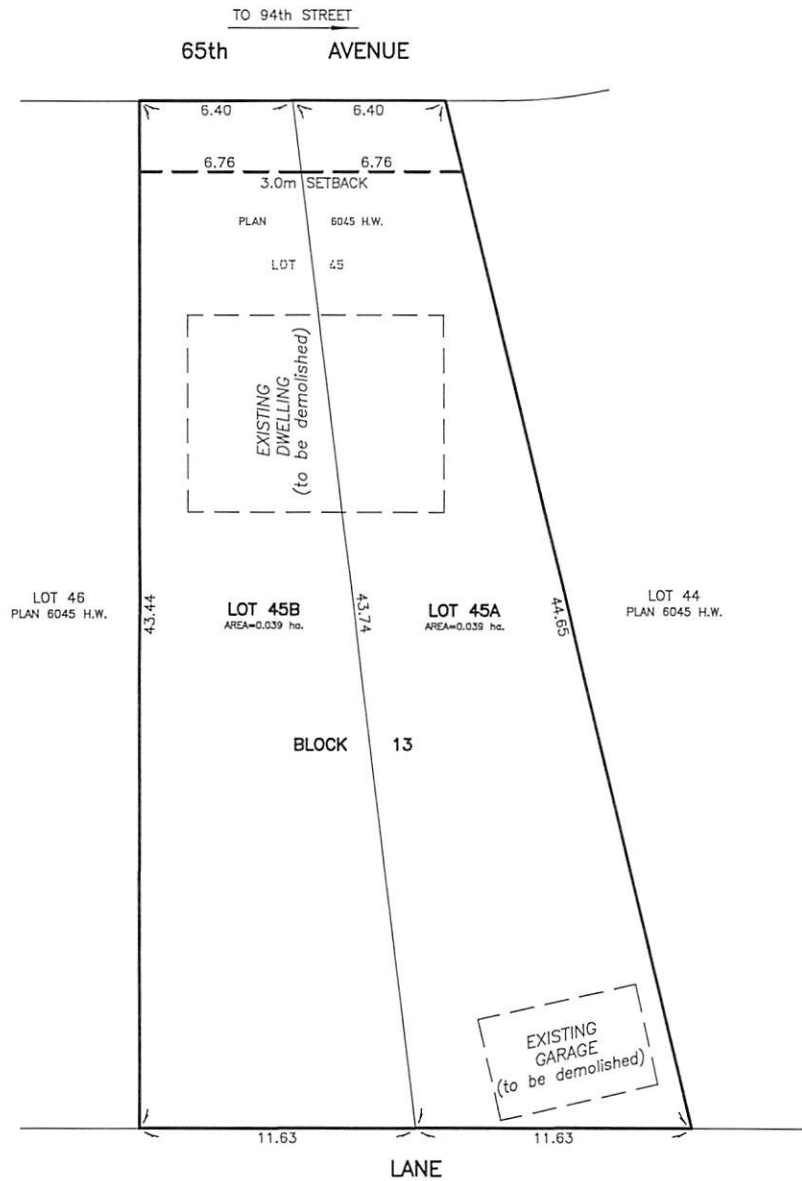 TO 94th STREET
65th AVENUE
6.40 6.40
6.76 6.76
3.0m SETBACK
PLAN 6045 H.W.
LOT 45
EXISTING
DWELLING
(to be demolished)
LOT 46
PLAN 6045 H.W.
43.44
LOT 45B
AREA=0.039 ha.
43.74
LOT 45A
AREA=0.039 ha.
44.65
LOT 44
PLAN 6045 H.W.
BLOCK 13
EXISTING
GARAGE
(to be demolished)
11.63 11.63
LANE